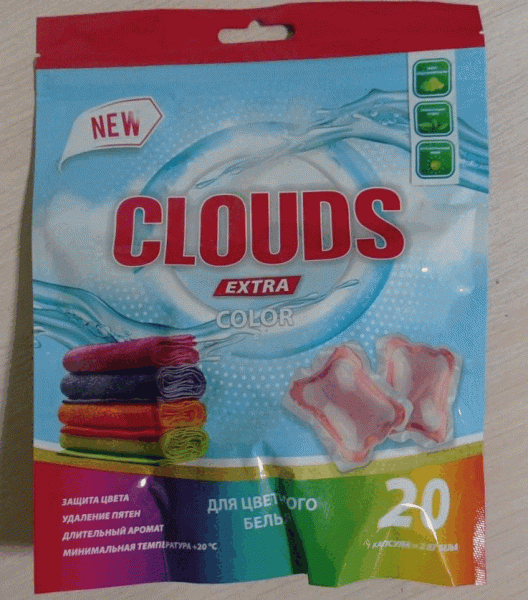 NEW
CLOUDS
EXTRA
COLOR
ЗАЩИТА ЦВЕТА
УДАЛЕНИЕ ПЯТЕН
ДЛИТЕЛЬНЫЙ АРОМАТ
МИНИМАЛЬНАЯ ТЕМПЕРАТУРА +20 °C
ДЛЯ ЦВЕТНОГО
БЕЛЬЯ
20